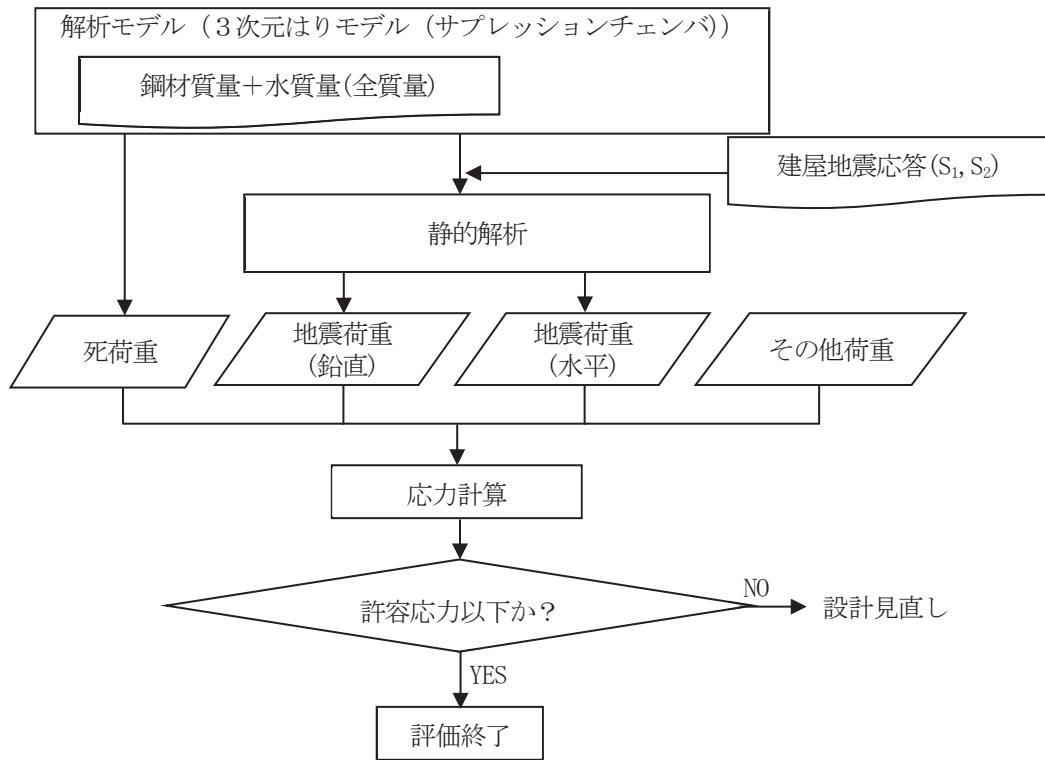 解析モデル（３次元はりモデル（サプレッションチェンバ））
鋼材質量＋水質量(全質量)
建屋地震応答(S₁, S₂)
静的解析
死荷重
地震荷重
(鉛直)
地震荷重
(水平)
その他荷重
応力計算
許容応力以下か？
NO
設計見直し
YES
評価終了